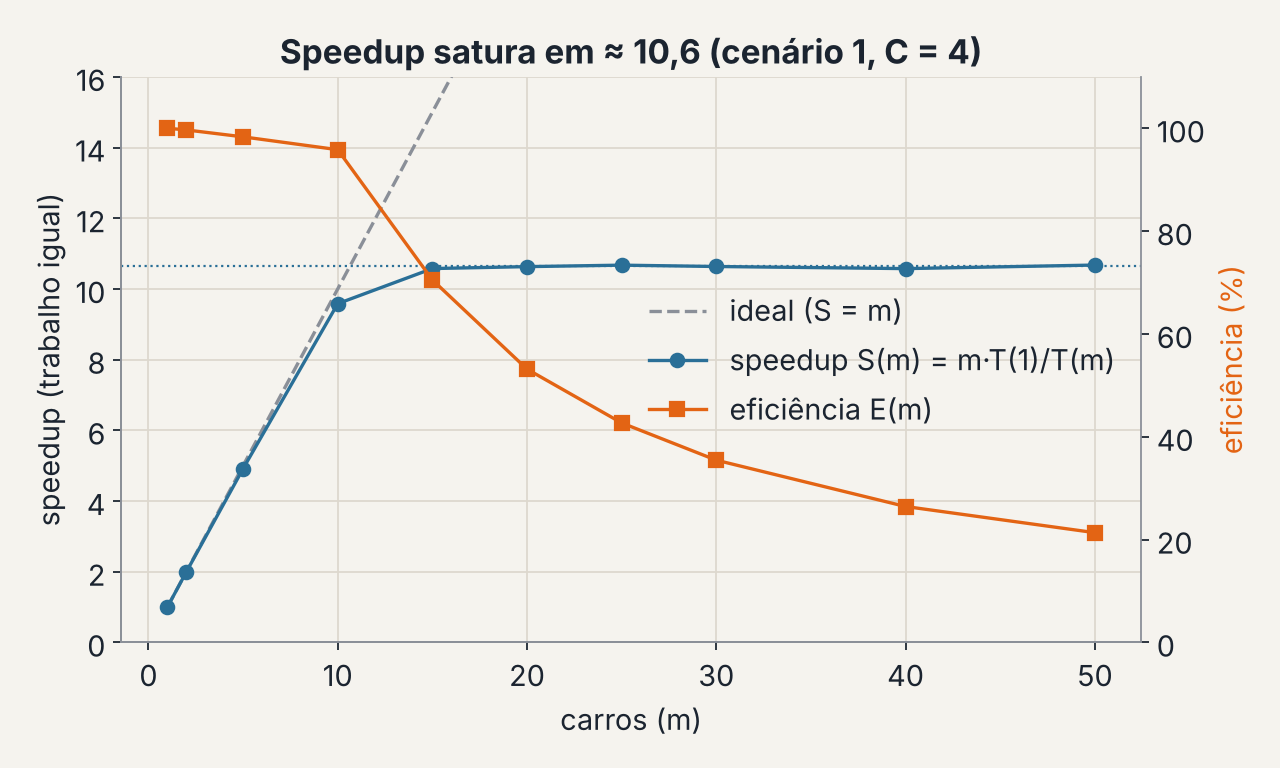 Speedup satura em ≈ 10,6 (cenário 1, C = 4)
speedup (trabalho igual)
16
14
12
10
8
6
4
2
0
ideal (S = m)
speedup S(m) = m·T(1)/T(m)
eficiência E(m)
100
80
60
40
20
0
eficiência (%)
0 10 20 30 40 50
carros (m)